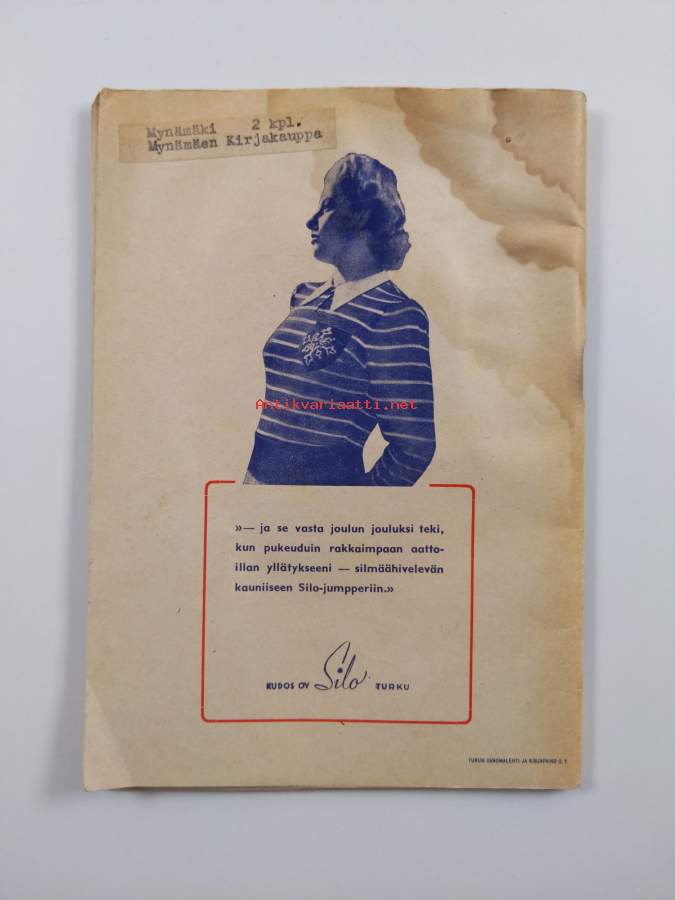 Mynämäki 2 kpl.
Mynämäen Kirjakauppa
Antikvariaatti.net
»— ja se vasta joulun jouluksi teki,
kun pukeuduin rakkaimpaan aatto-
illan yllätykseeni — silmäähivelevän
kauniiseen Silo-jumpperiin.»
KUDOS OY Silo TURKU
TURUN SANOMALEHTI JA KIRJAPAINO O. Y.